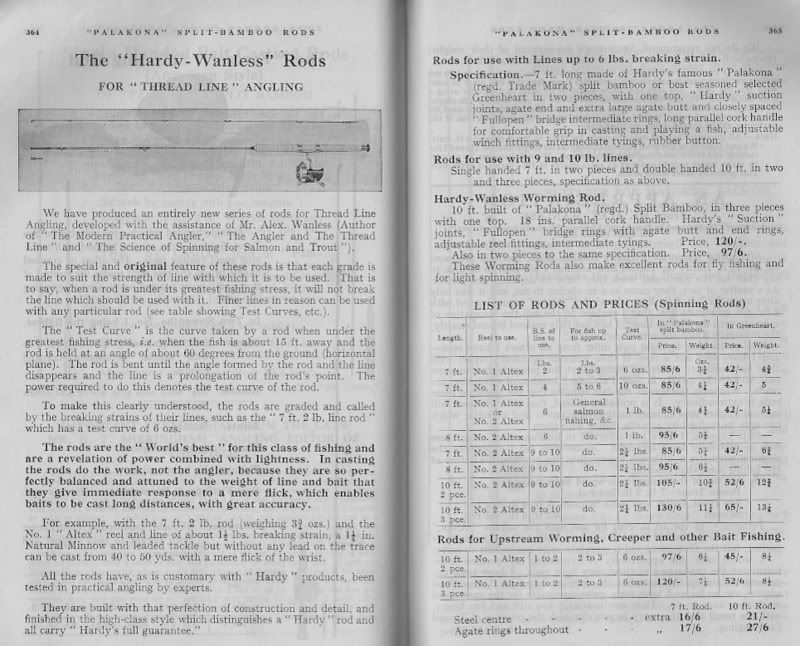 364 "PALAKONA" SPLIT-BAMBOO RODS
The "Hardy-Wanless" Rods
FOR "THREAD LINE" ANGLING
We have produced an entirely new series of rods for Thread Line
Angling, developed with the assistance of Mr. Alex. Wanless (Author
of "The Modern Practical Angler," "The Angler and The Thread
Line" and "The Science of Spinning for Salmon and Trout").
The special and original feature of these rods is that each grade is
made to suit the strength of line with which it is to be used. That is
to say, when a rod is under its greatest fishing stress, it will not break
the line which should be used with it. Finer lines in reason can be used
with any particular rod (see table showing Test Curves, etc.).
The "Test Curve" is the curve taken by a rod when under the
greatest fishing stress, i.e. when the fish is about 15 ft. away and the
rod is held at an angle of about 60 degrees from the ground (horizontal
plane). The rod is bent until the angle formed by the rod and the line
disappears and the line is a prolongation of the rod's point. The
power required to do this denotes the test curve of the rod.
To make this clearly understood, the rods are graded and called
by the breaking strains of their lines, such as the "7 ft. 2 lb. line rod"
which has a test curve of 6 ozs.
The rods are the "World's best" for this class of fishing and
are a revelation of power combined with lightness. In casting
the rods do the work, not the angler, because they are so per-
fectly balanced and attuned to the weight of line and bait that
they give immediate response to a mere flick, which enables
baits to be cast long distances, with great accuracy.
For example, with the 7 ft. 2 lb. rod (weighing 3¾ ozs.) and the
No. 1 "Altex" reel and line of about 1½ lbs. breaking strain, a 1½ in.
Natural Minnow and leaded tackle but without any lead on the trace
can be cast from 40 to 50 yds. with a mere flick of the wrist.
All the rods have, as is customary with "Hardy" products, been
tested in practical angling by experts.
They are built with that perfection of construction and detail, and
finished in the high-class style which distinguishes a "Hardy" rod and
all carry "Hardy's full guarantee."
"PALAKONA" SPLIT-BAMBOO RODS 365
Rods for use with Lines up to 6 lbs. breaking strain.
Specification.—7 ft. long made of Hardy's famous "Palakona"
(regd. Trade Mark) split bamboo or best seasoned selected
Greenheart in two pieces, with one top, "Hardy" suction
joints, agate end and extra large agate butt and closely spaced
"Fullopen" bridge intermediate rings, long parallel cork handle
for comfortable grip in casting and playing a fish, adjustable
winch fittings, intermediate tyings, rubber button.
Rods for use with 9 and 10 lb. lines.
Single handed 7 ft. in two pieces and double handed 10 ft. in two
and three pieces, specification as above.
Hardy-Wanless Worming Rod.
10 ft. built of "Palakona" (regd.) Split Bamboo, in three pieces
with one top. 18 ins. parallel cork handle. Hardy's "Suction"
joints, "Fullopen" bridge rings with agate butt and end rings,
adjustable reel fittings, intermediate tyings. Price, 120/-.
Also in two pieces to the same specification. Price, 97/6.
These Worming Rods also make excellent rods for fly fishing and
for light spinning.
LIST OF RODS AND PRICES (Spinning Rods)
Length. Reel to use. B.S. of line to use. For fish up to approx. Test Curve. In "Palakona" split bamboo. In Greenheart.
Price. Weight. Price. Weight.
Lbs. Lbs. Ozs.
7 ft. No. 1 Altex 2 2 to 3 6 ozs. 85/6 3¾ 42/- 4¾
7 ft. No. 1 Altex 4 5 to 6 10 ozs. 85/6 4¼ 42/- 5
7 ft. No. 1 Altex or No. 2 Altex 6 General salmon fishing, &c. 1 lb. 85/6 4¾ 42/- 5¼
8 ft. No. 2 Altex 6 do. 1 lb. 95/6 5¼ — —
7 ft. No. 2 Altex 9 to 10 do. 2¼ lbs. 85/6 5¼ 42/- 6¾
8 ft. No. 2 Altex 9 to 10 do. 2¼ lbs. 95/6 6¼ — —
10 ft. 2 pce. No. 2 Altex 9 to 10 do. 2¼ lbs. 105/- 10¾ 52/6 12¾
10 ft. 3 pce. No. 2 Altex 9 to 10 do. 2¼ lbs. 130/6 11¼ 65/- 13¼
Rods for Upstream Worming, Creeper and other Bait Fishing.
10 ft. 2 pce. No. 1 Altex 1 to 2 2 to 3 6 ozs. 97/6 6¼ 45/- 8¼
10 ft. 3 pce. No. 1 Altex 1 to 2 2 to 3 6 ozs. 120/- 7¼ 52/6 8½
7 ft. Rod. 10 ft. Rod.
Steel centre - - - - - extra 16/6 21/-
Agate rings throughout - - - ,, 17/6 27/6